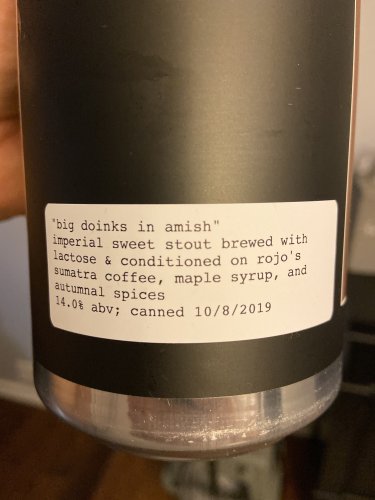 "big doinks in amish"
imperial sweet stout brewed with
lactose & conditioned on rojo's
sumatra coffee, maple syrup, and
autumnal spices
14.0% abv; canned 10/8/2019